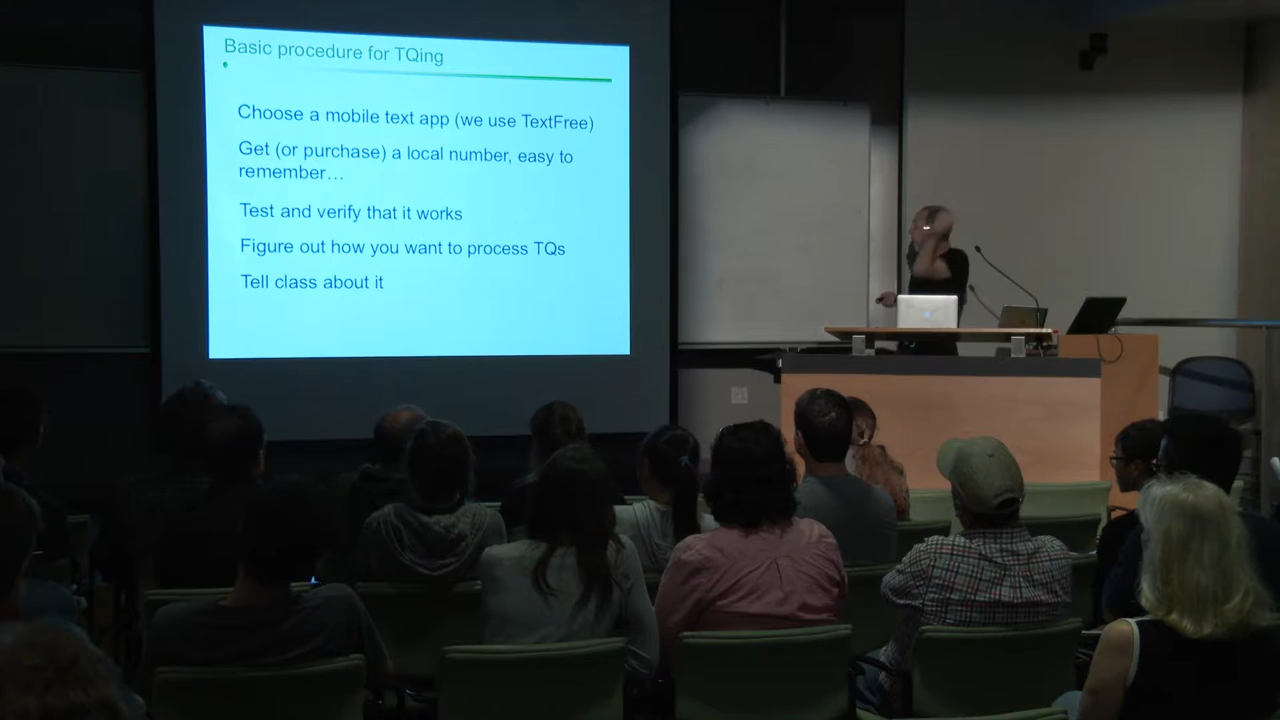 Basic procedure for TQing
Choose a mobile text app (we use TextFree)
Get (or purchase) a local number, easy to
remember…
Test and verify that it works
Figure out how you want to process TQs
Tell class about it